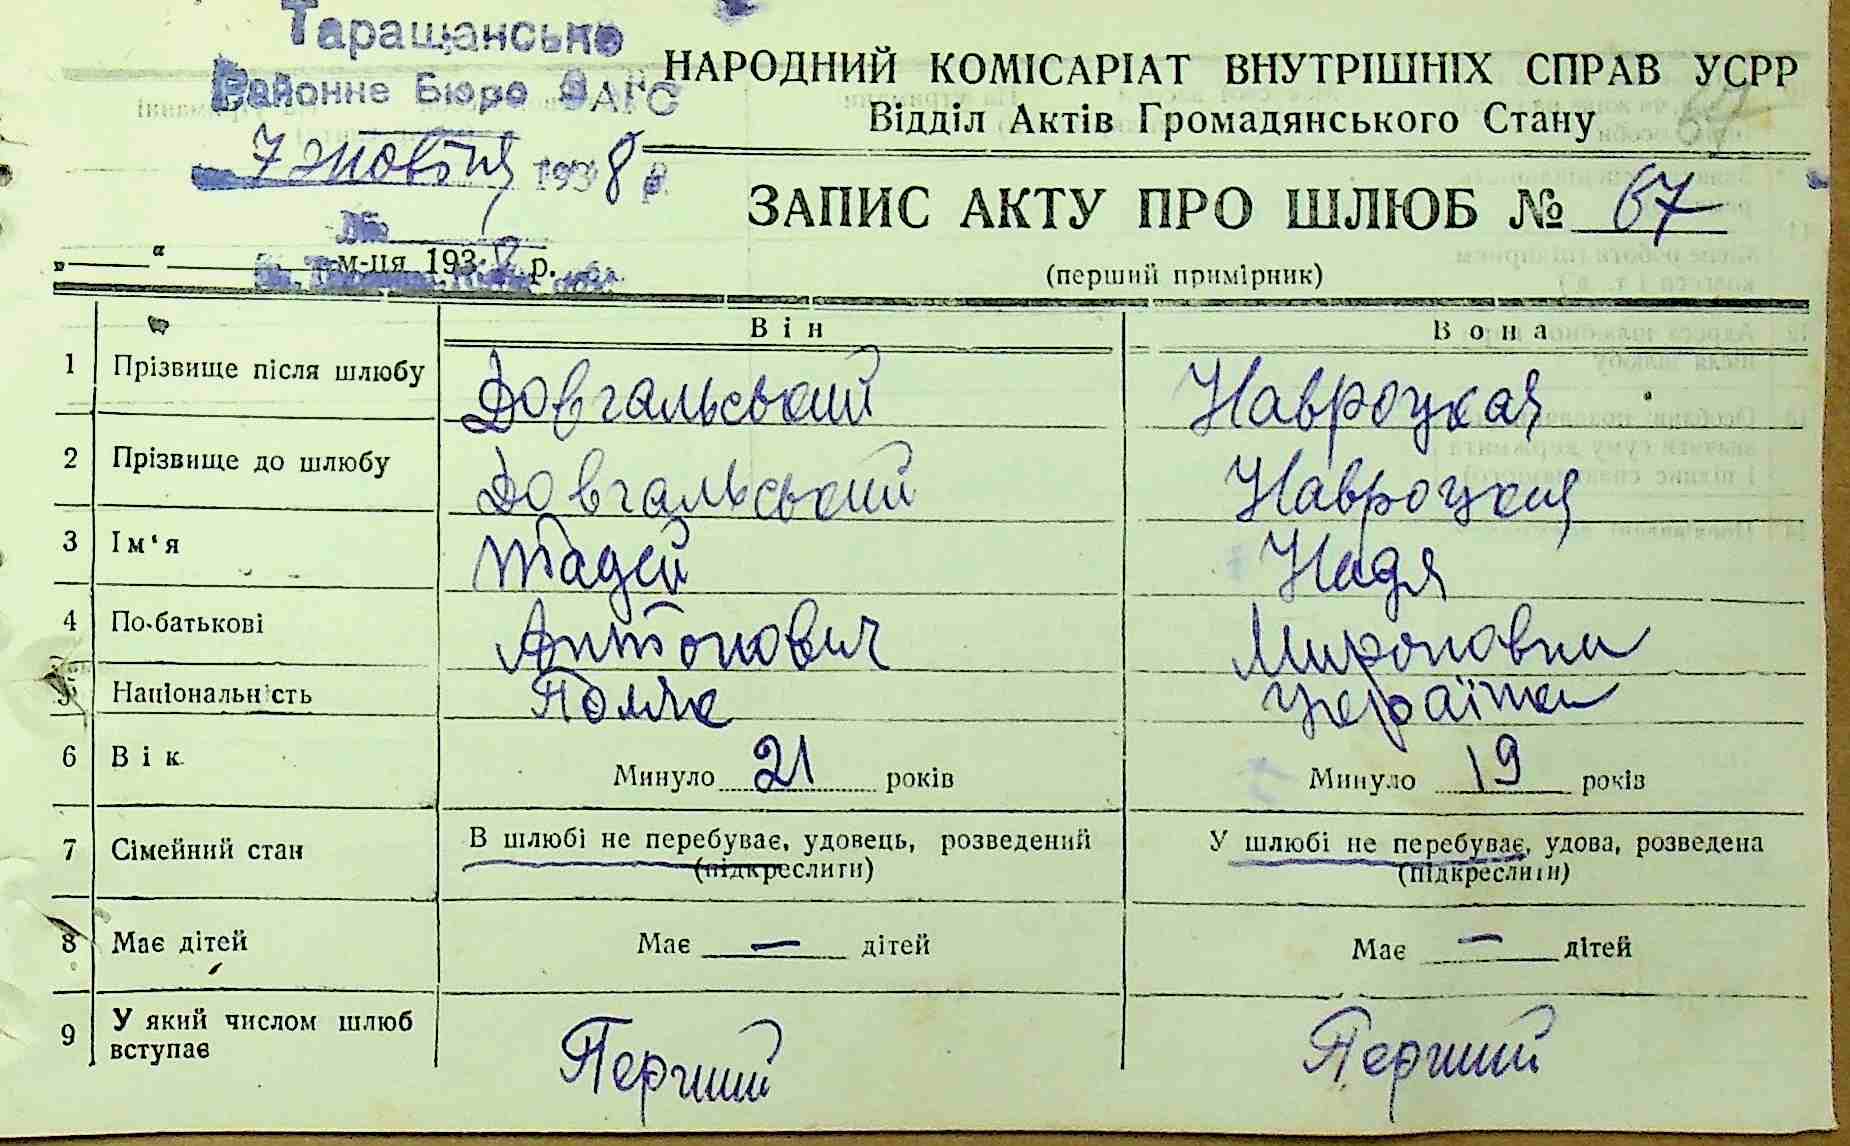 Таращанське
Районне Бюро ЗАГС
7 жовтня 1938 р.
№
НАРОДНИЙ КОМІСАРІАТ ВНУТРІШНІХ СПРАВ УСРР
Відділ Актів Громадянського Стану
ЗАПИС АКТУ ПРО ШЛЮБ № 67
„ — “ м-ця 193 р.
(перший примірник)
Він Вона
1 Прізвище після шлюбу Довгальський Навроцкая
2 Прізвище до шлюбу Довгальський Навроцкая
3 Ім'я Тадей Надя
4 По-батькові Антонович Мироновна
5 Національність Поляк Українка
6 Вік Минуло 21 років Минуло 19 років
7 Сімейний стан В шлюбі не перебуває, удовець, розведений У шлюбі не перебуває, удова, розведена
(підкреслити) (підкреслити)
8 Має дітей Має — дітей Має — дітей
9 У який числом шлюб
вступає Перший Перший